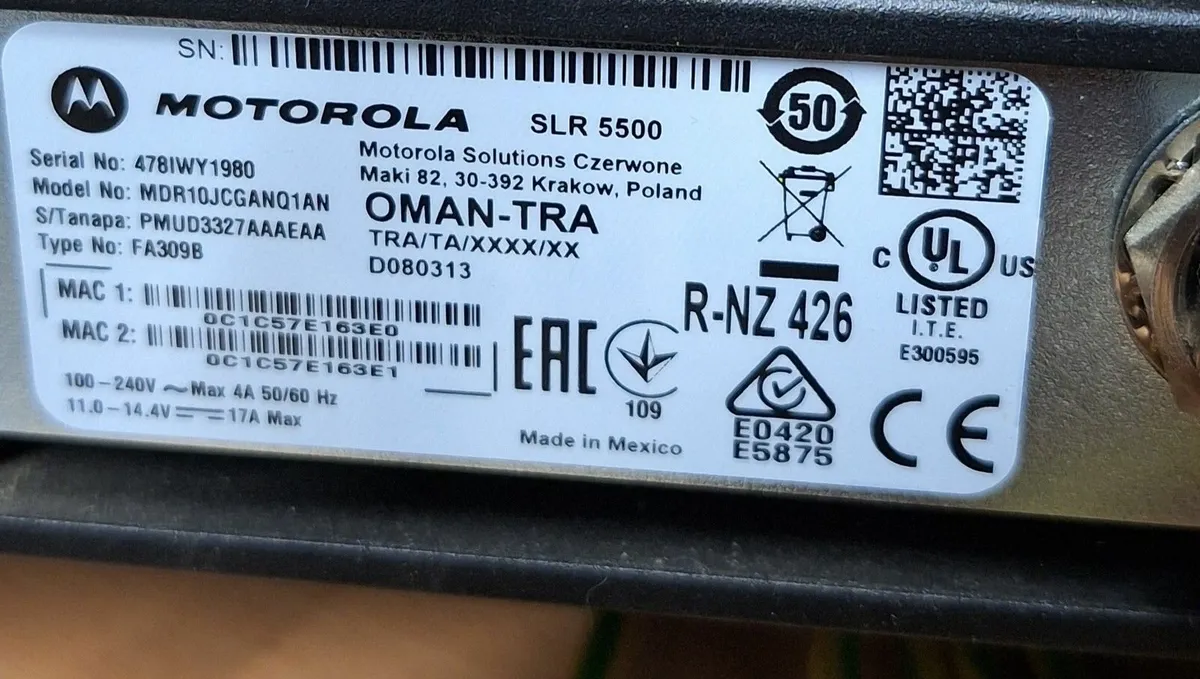 SN:
MOTOROLA SLR 5500
Serial No: 478IWY1980
Model No: MDR10JCGANQ1AN
S/Tanapa: PMUD3327AAAEAA
Type No: FA309B
Motorola Solutions Czerwone
Maki 82, 30-392 Krakow, Poland
OMAN-TRA
TRA/TA/XXXX/XX
D080313
MAC 1:
0C1C57E163E0
MAC 2:
0C1C57E163E1
100-240V ~Max 4A 50/60 Hz
11.0-14.4V 17A Max
EAC
109
Made in Mexico
50
R-NZ 426
E0420
E5875
C UL US
LISTED
I.T.E.
E300595
CE